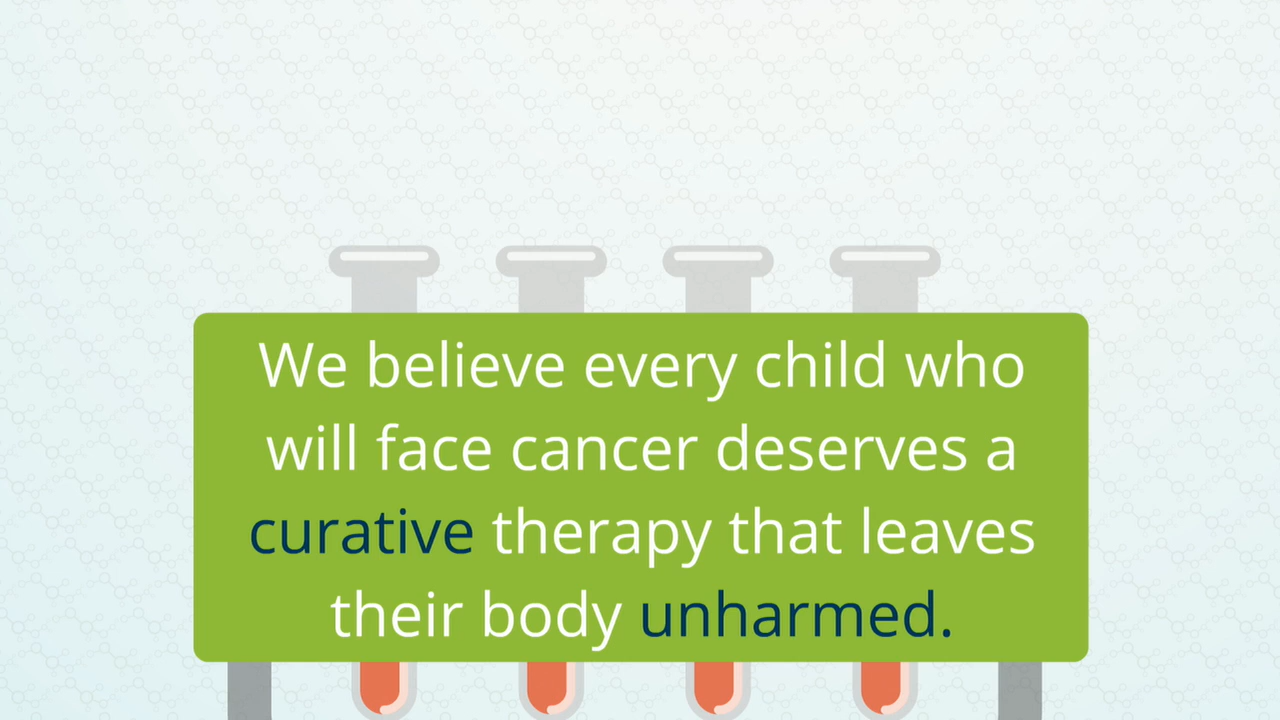 We believe every child who
will face cancer deserves a
curative therapy that leaves
their body unharmed.